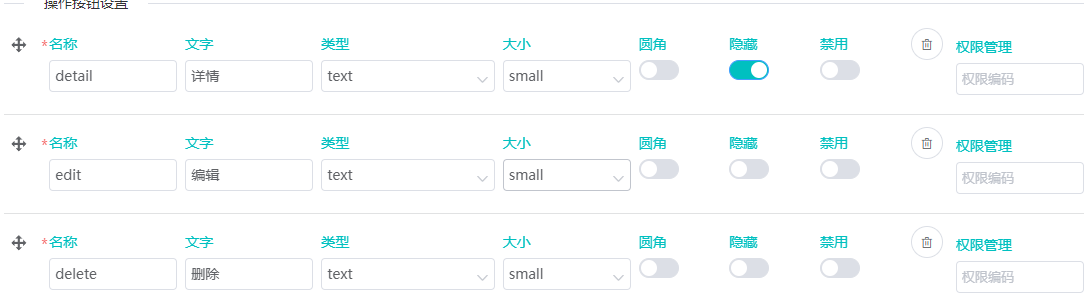 操作按钮设置
*名称 文字 类型 大小 圆角 隐藏 禁用 权限管理
detail 详情 text small 权限编码
*名称 文字 类型 大小 圆角 隐藏 禁用 权限管理
edit 编辑 text small 权限编码
*名称 文字 类型 大小 圆角 隐藏 禁用 权限管理
delete 删除 text small 权限编码